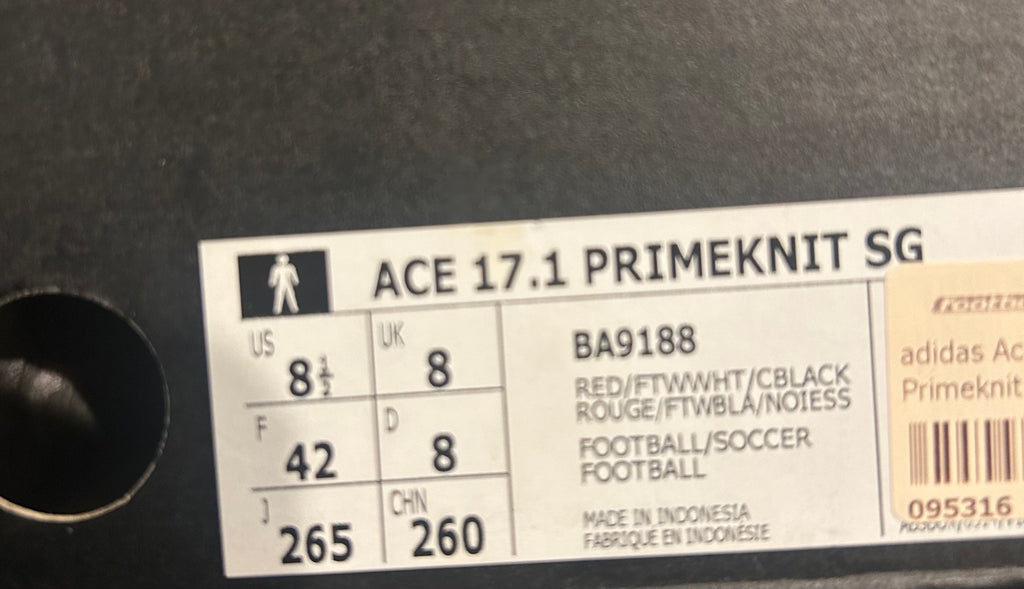 ACE 17.1 PRIMEKNIT SG
US 8½ UK 8
F 42 D 8
J 265 CHN 260
BA9188
RED/FTWWHT/CBLACK
ROUGE/FTWBLA/NOIESS
FOOTBALL/SOCCER
FOOTBALL
MADE IN INDONESIA
FABRIQUE EN INDONÉSIE
adidas Ac
Primeknit
095316